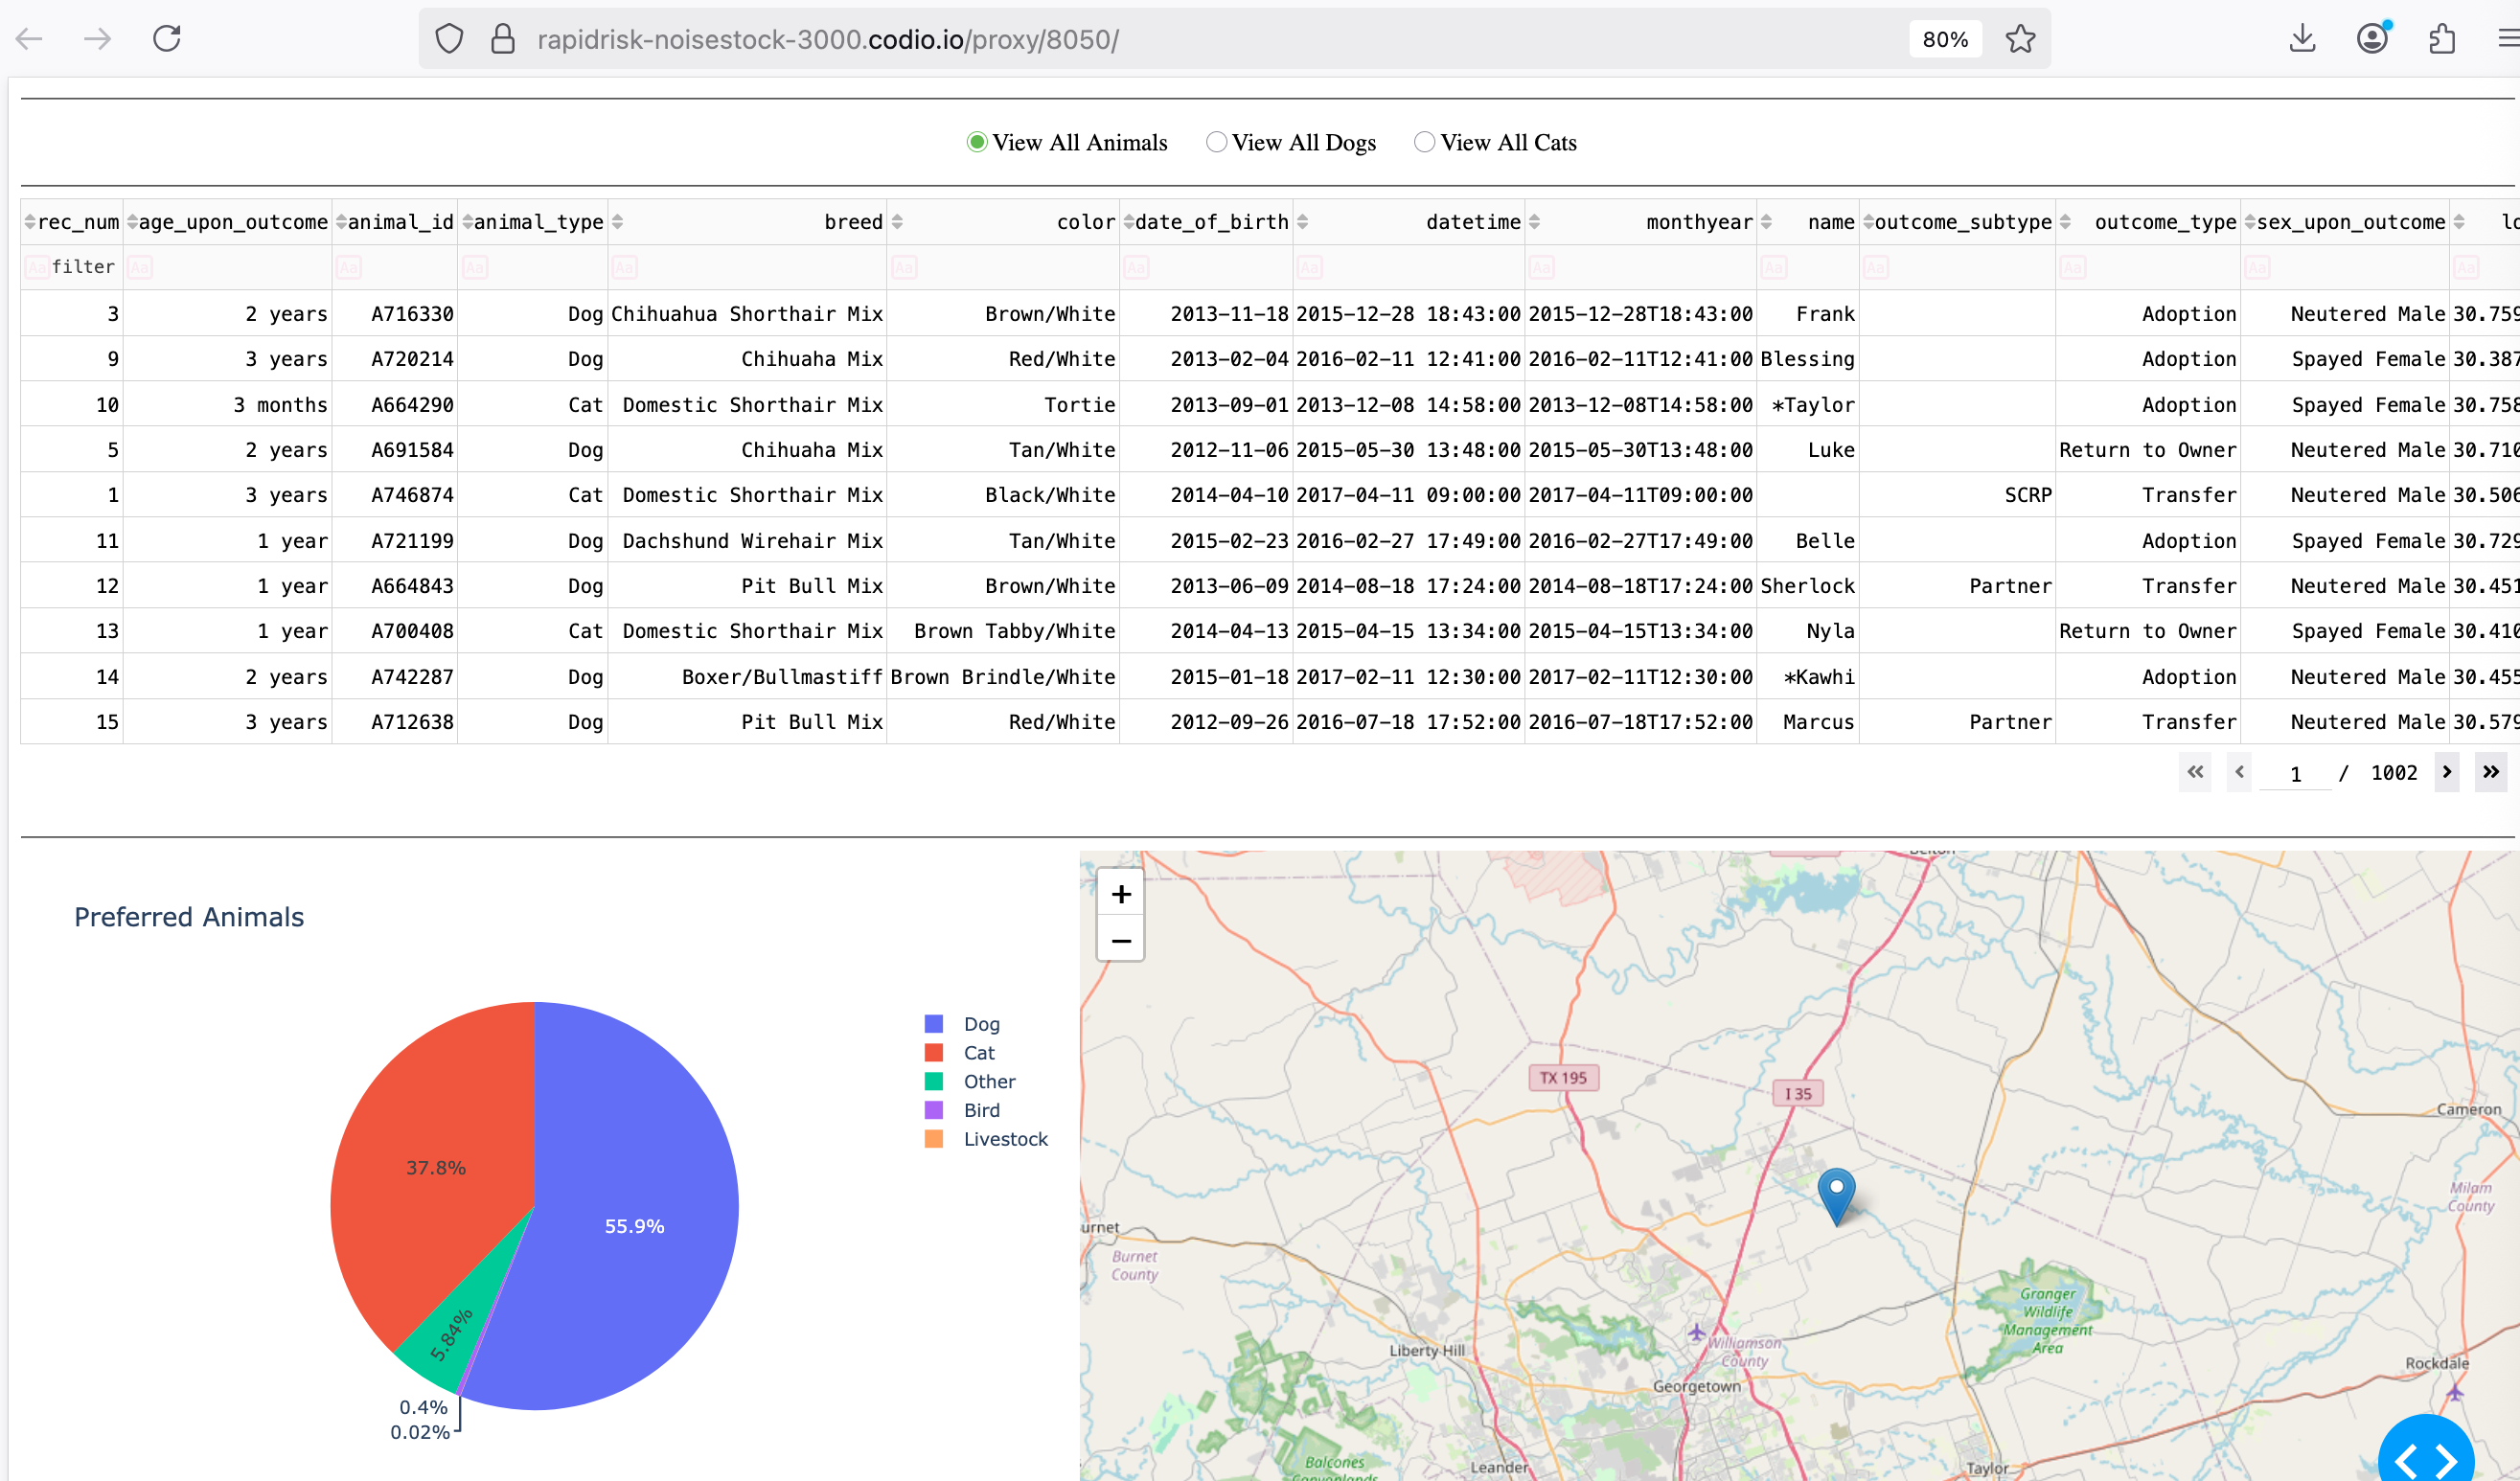 rapidrisk-noisestock-3000.codio.io/proxy/8050/ 80%
View All Animals View All Dogs View All Cats
rec_num age_upon_outcome animal_id animal_type breed color date_of_birth datetime monthyear name outcome_subtype outcome_type sex_upon_outcome
Aa filter Aa Aa Aa Aa Aa Aa Aa Aa Aa Aa Aa Aa Aa
3 2 years A716330 Dog Chihuahua Shorthair Mix Brown/White 2013-11-18 2015-12-28 18:43:00 2015-12-28T18:43:00 Frank Adoption Neutered Male 30.759
9 3 years A720214 Dog Chihuaha Mix Red/White 2013-02-04 2016-02-11 12:41:00 2016-02-11T12:41:00 Blessing Adoption Spayed Female 30.387
10 3 months A664290 Cat Domestic Shorthair Mix Tortie 2013-09-01 2013-12-08 14:58:00 2013-12-08T14:58:00 *Taylor Adoption Spayed Female 30.758
5 2 years A691584 Dog Chihuaha Mix Tan/White 2012-11-06 2015-05-30 13:48:00 2015-05-30T13:48:00 Luke Return to Owner Neutered Male 30.710
1 3 years A746874 Cat Domestic Shorthair Mix Black/White 2014-04-10 2017-04-11 09:00:00 2017-04-11T09:00:00 SCRP Transfer Neutered Male 30.506
11 1 year A721199 Dog Dachshund Wirehair Mix Tan/White 2015-02-23 2016-02-27 17:49:00 2016-02-27T17:49:00 Belle Adoption Spayed Female 30.729
12 1 year A664843 Dog Pit Bull Mix Brown/White 2013-06-09 2014-08-18 17:24:00 2014-08-18T17:24:00 Sherlock Partner Transfer Neutered Male 30.451
13 1 year A700408 Cat Domestic Shorthair Mix Brown Tabby/White 2014-04-13 2015-04-15 13:34:00 2015-04-15T13:34:00 Nyla Return to Owner Spayed Female 30.410
14 2 years A742287 Dog Boxer/Bullmastiff Brown Brindle/White 2015-01-18 2017-02-11 12:30:00 2017-02-11T12:30:00 *Kawhi Adoption Neutered Male 30.455
15 3 years A712638 Dog Pit Bull Mix Red/White 2012-09-26 2016-07-18 17:52:00 2016-07-18T17:52:00 Marcus Partner Transfer Neutered Male 30.579
1 / 1002
Preferred Animals
Dog
Cat
Other
Bird
Livestock
37.8%
55.9%
5.84%
0.4%
0.02%
+
−
TX 195
I 35
Cameron
Milam
County
urnet
Burnet
County
Granger
Wildlife
Management
Area
Williamson
County
Liberty Hill
Georgetown
Rockdale
Balcones
Leander
Taylor